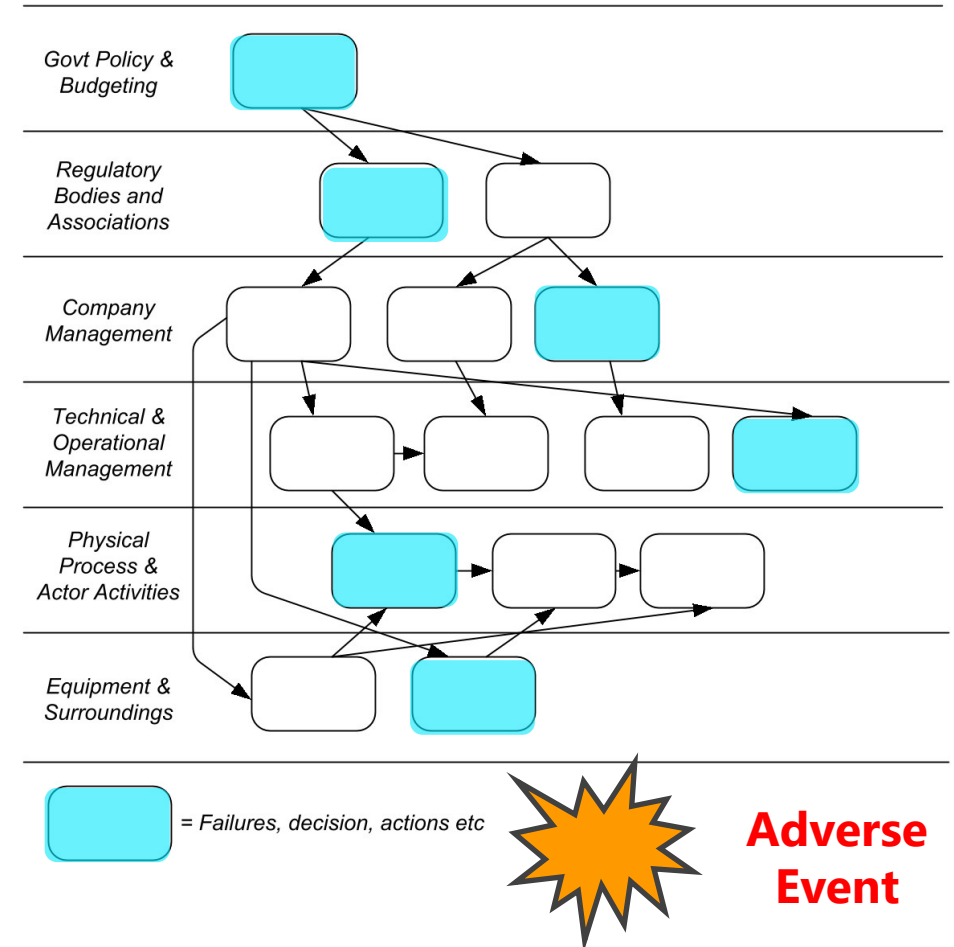 Govt Policy &
Budgeting
Regulatory
Bodies and
Associations
Company
Management
Technical &
Operational
Management
Physical
Process &
Actor Activities
Equipment &
Surroundings
= Failures, decision, actions etc
Adverse
Event